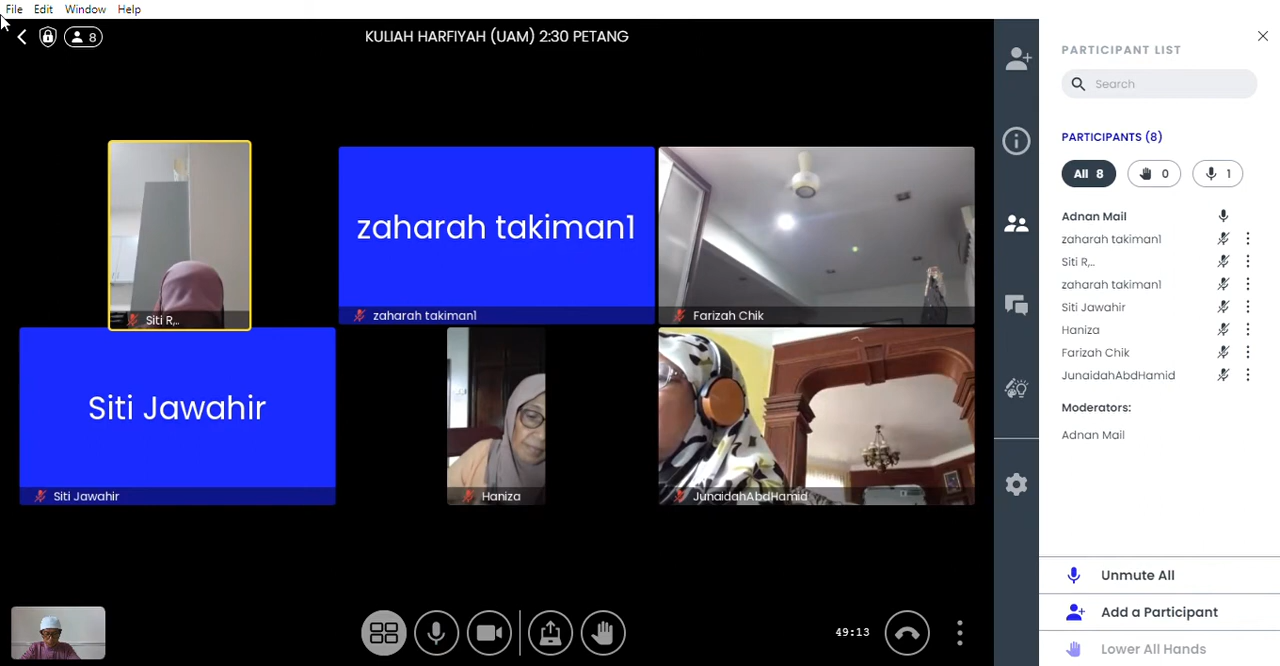 File Edit Window Help
8
KULIAH HARFIYAH (UAM) 2:30 PETANG
Siti R,..
zaharah takiman1
zaharah takiman1
Farizah Chik
Siti Jawahir
Siti Jawahir
Haniza
JunaidahAbdHamid
49:13
PARTICIPANT LIST
Search
PARTICIPANTS (8)
All 8 0 1
Adnan Mail
zaharah takiman1
Siti R,..
zaharah takiman1
Siti Jawahir
Haniza
Farizah Chik
JunaidahAbdHamid
Moderators:
Adnan Mail
Unmute All
Add a Participant
Lower All Hands